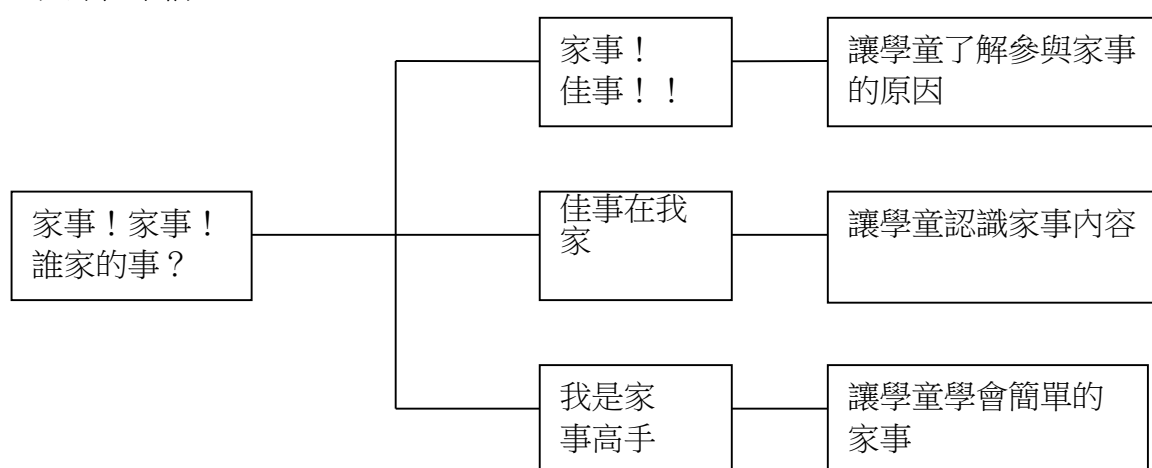 家事！家事！
誰家的事？
家事！
佳事！！
讓學童了解參與家事
的原因
佳事在我
家
讓學童認識家事內容
我是家
事高手
讓學童學會簡單的
家事